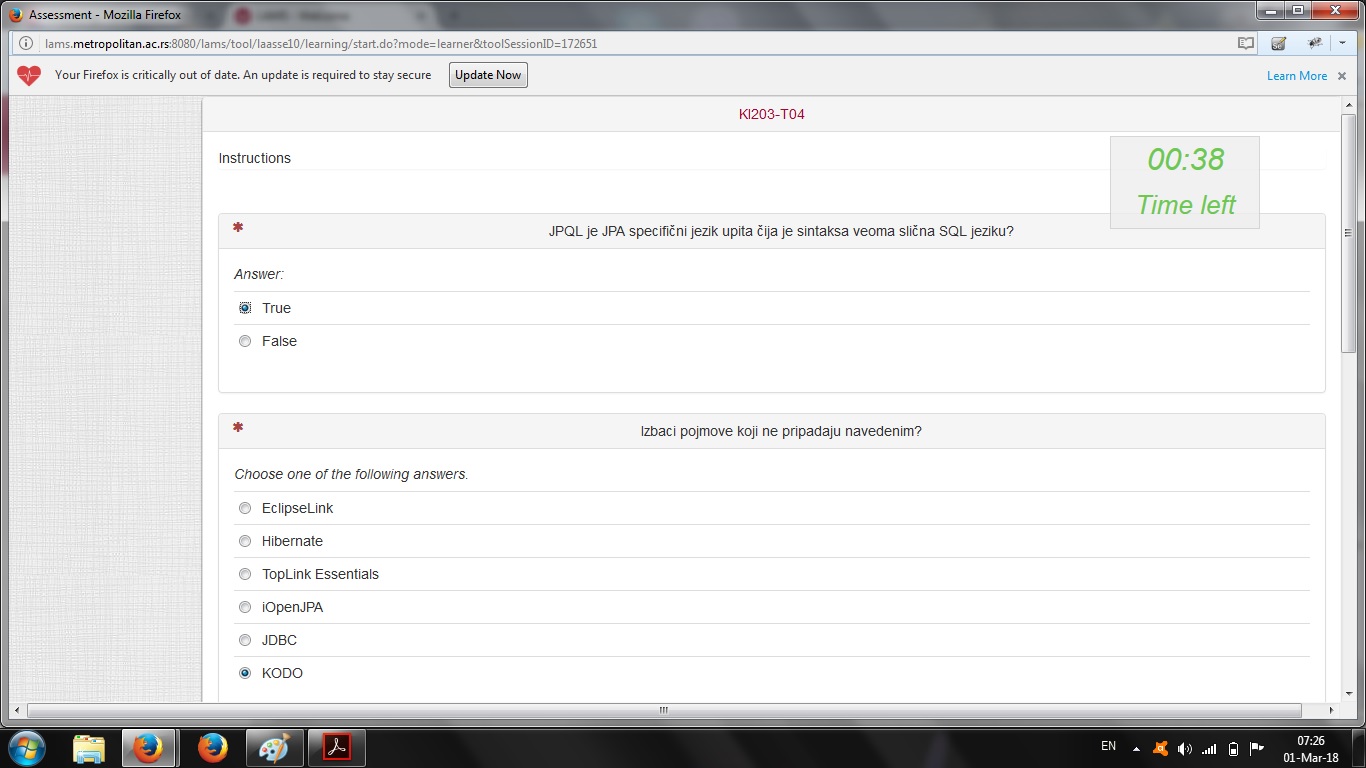 Assessment - Mozilla Firefox
lams.metropolitan.ac.rs:8080/lams/tool/laasse10/learning/start.do?mode=learner&toolSessionID=172651
Your Firefox is critically out of date. An update is required to stay secure
Update Now
Learn More
KI203-T04
Instructions
00:38
Time left
JPQL je JPA specifični jezik upita čija je sintaksa veoma slična SQL jeziku?
Answer:
True
False
Izbaci pojmove koji ne pripadaju navedenim?
Choose one of the following answers.
EclipseLink
Hibernate
TopLink Essentials
iOpenJPA
JDBC
KODO
EN
07:26
01-Mar-18